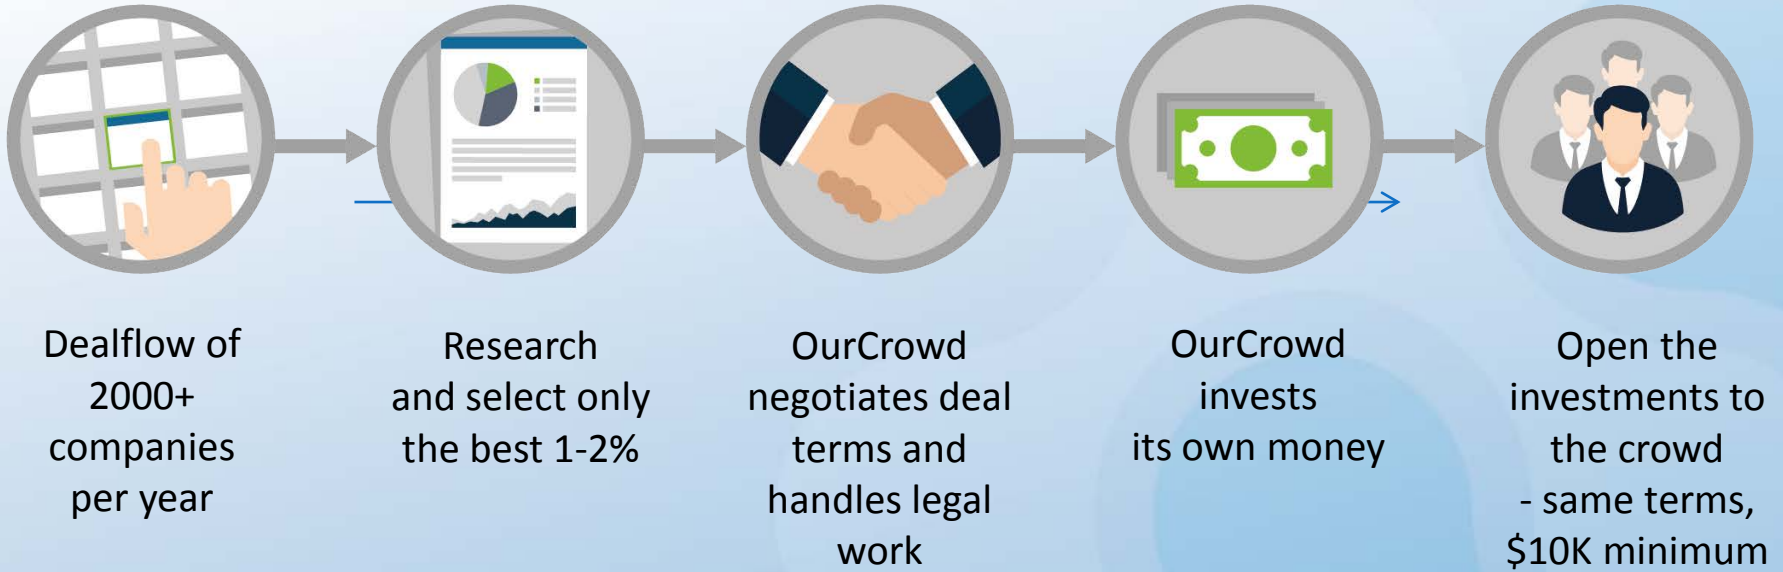 Dealflow of
2000+
companies
per year
Research
and select only
the best 1-2%
OurCrowd
negotiates deal
terms and
handles legal
work
OurCrowd
invests
its own money
Open the
investments to
the crowd
- same terms,
$10K minimum